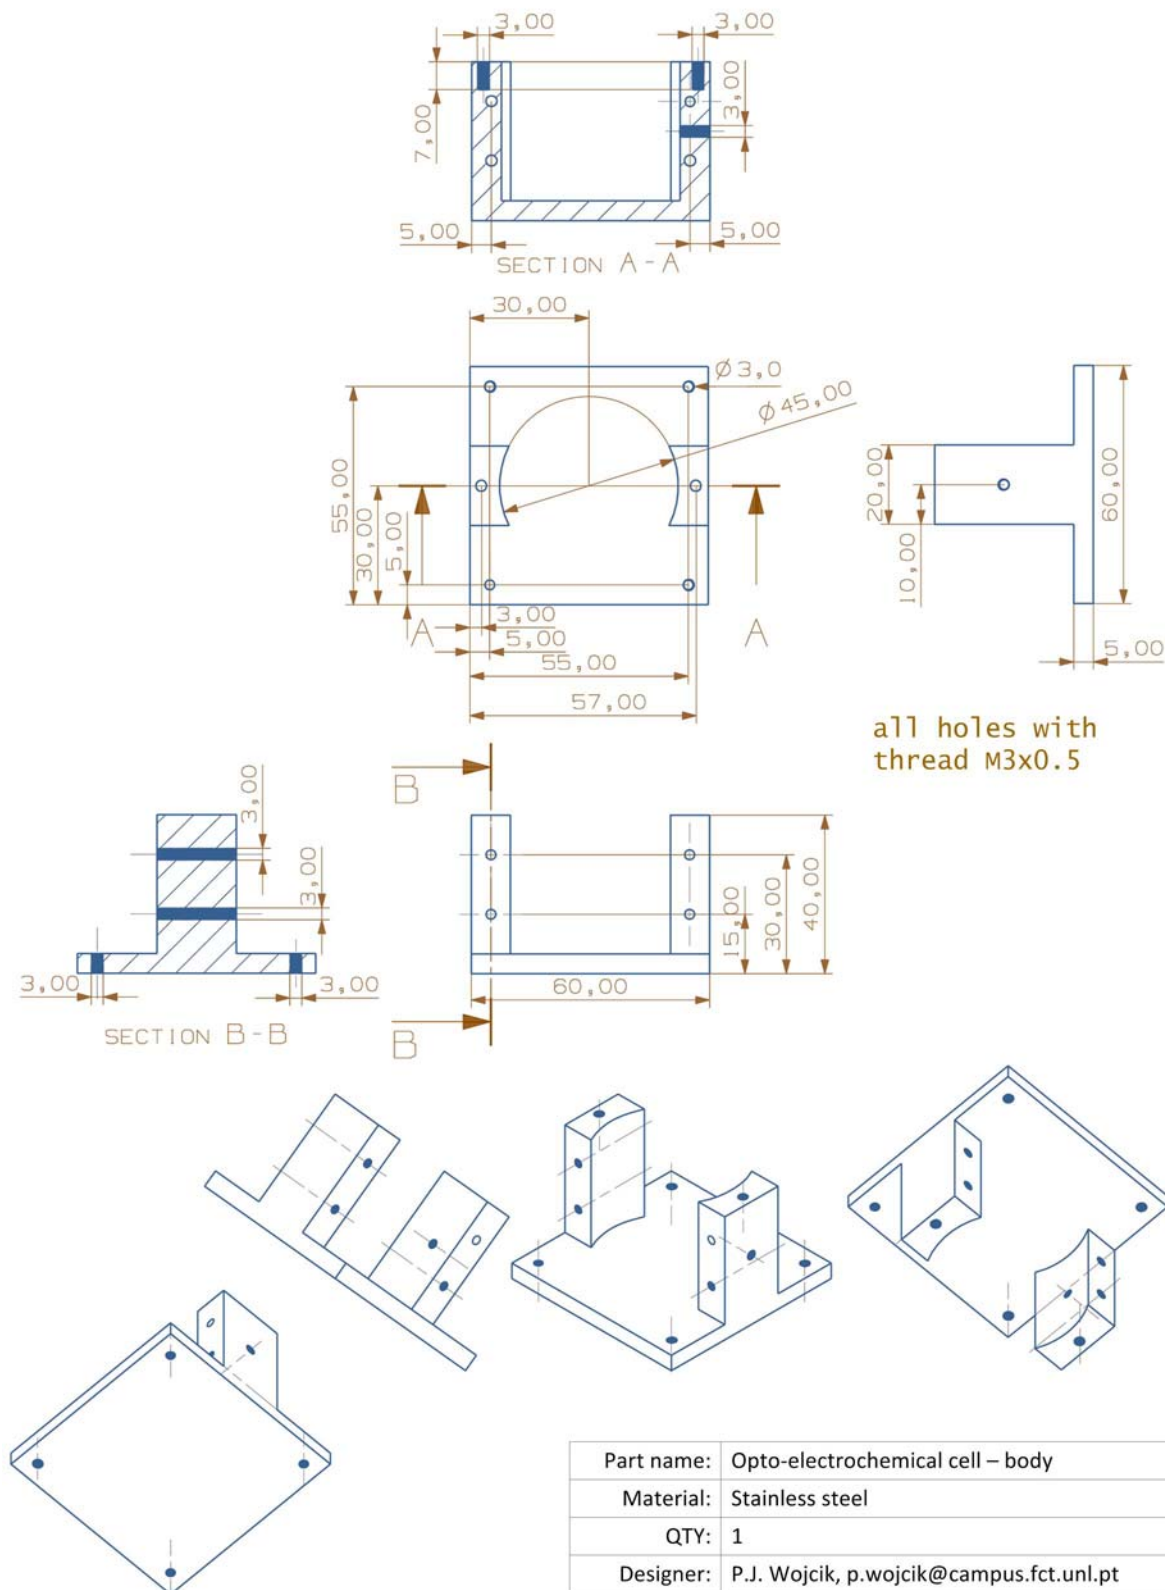 3,00
3,00
7,00
3,00
5,00
5,00
SECTION A-A
30,00
Ø3,0
Ø45,00
55,00
30,00
5,00
A
3,00
5,00
A
55,00
57,00
20,00
10,00
60,00
5,00
all holes with
thread M3x0.5
B
3,00
3,00
3,00
3,00
SECTION B-B
15,00
30,00
40,00
60,00
B
Part name: Opto-electrochemical cell – body
Material: Stainless steel
QTY: 1
Designer: P.J. Wojcik, p.wojcik@campus.fct.unl.pt